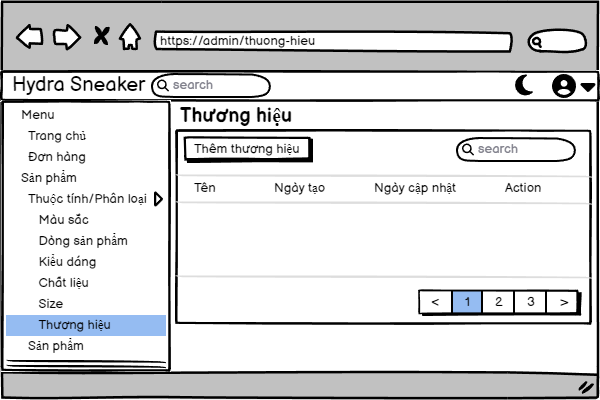 https://admin/thuong-hieu
Hydra Sneaker
search
Thương hiệu
Menu
Trang chủ
Đơn hàng
Sản phẩm
Thuộc tính/Phân loại
Màu sắc
Dòng sản phẩm
Kiểu dáng
Chất liệu
Size
Thương hiệu
Sản phẩm
Thêm thương hiệu
search
Tên Ngày tạo Ngày cập nhật Action
< 1 2 3 >